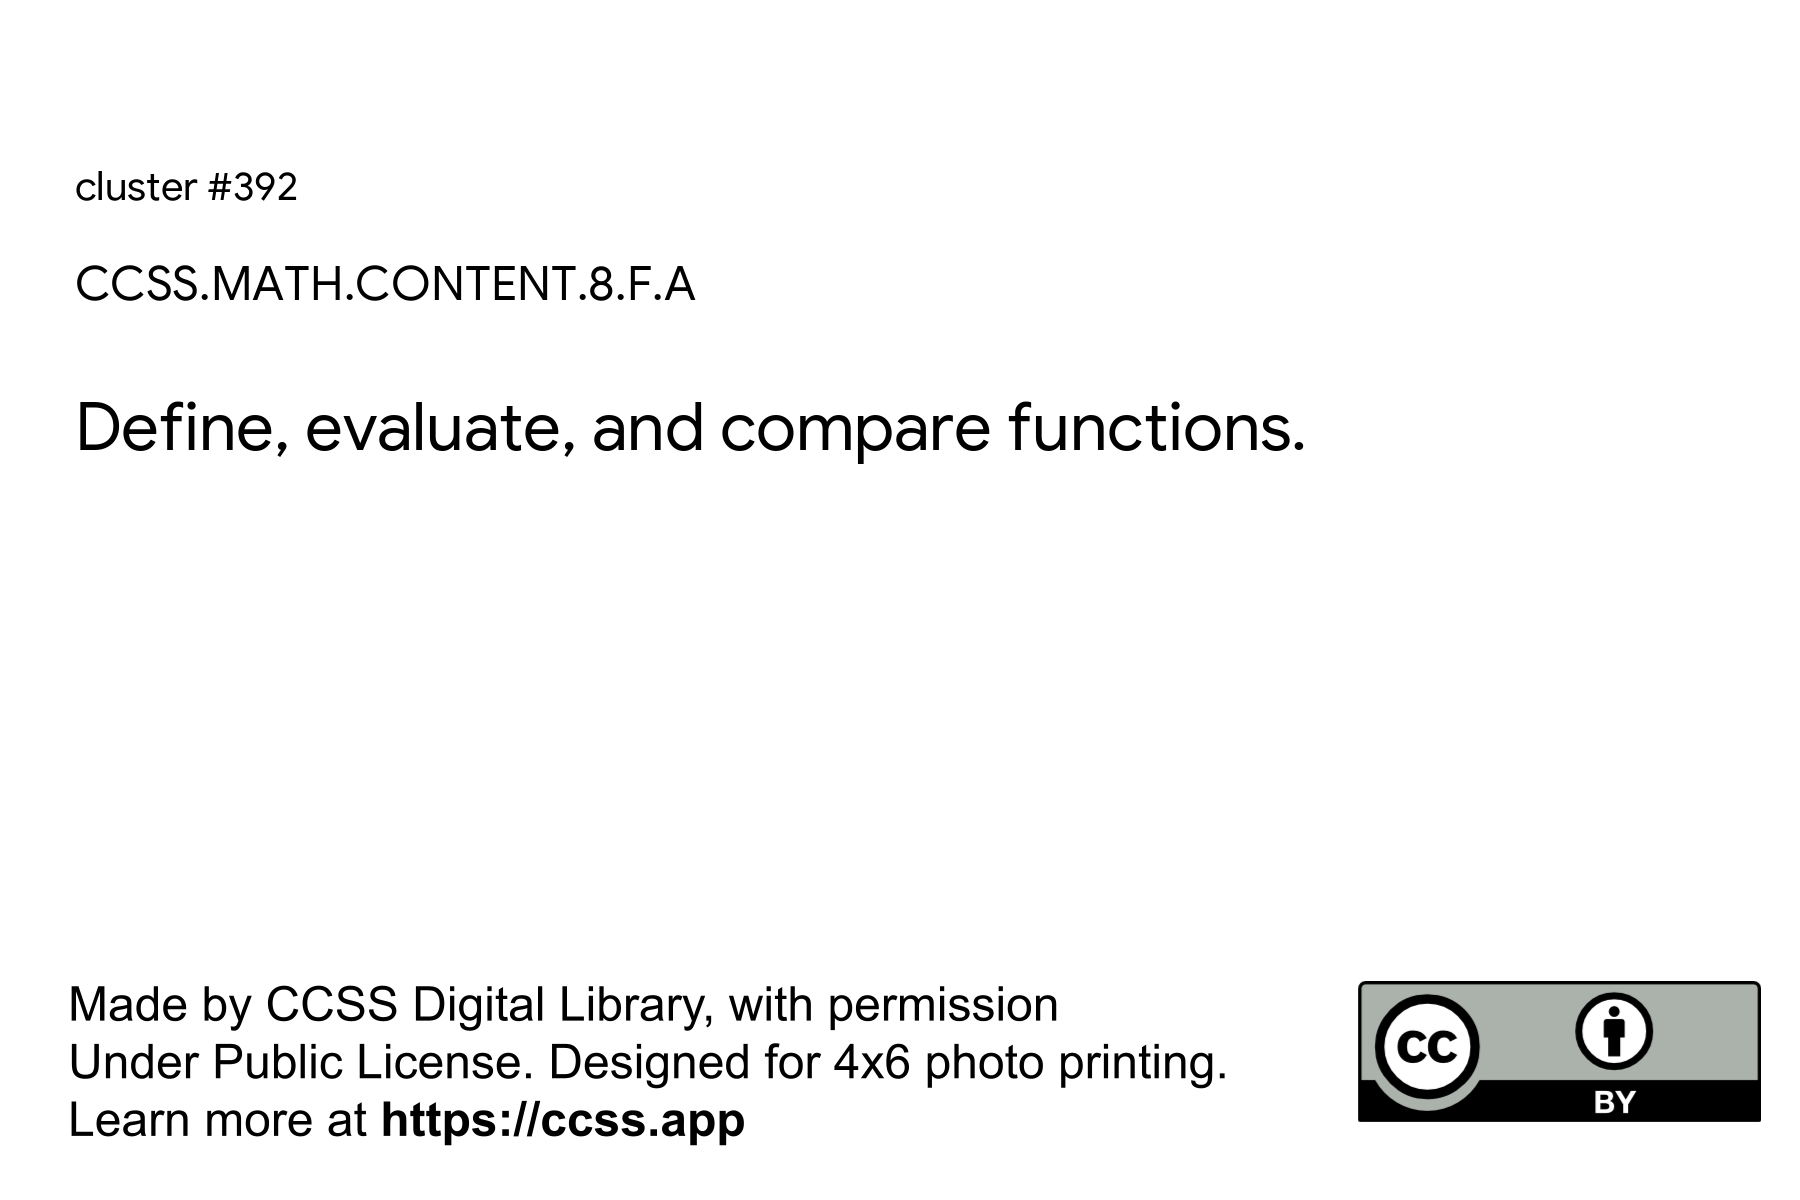 cluster #392
CCSS.MATH.CONTENT.8.F.A
Define, evaluate, and compare functions.
Made by CCSS Digital Library, with permission
Under Public License. Designed for 4x6 photo printing.
Learn more at https://ccss.app
CC
BY